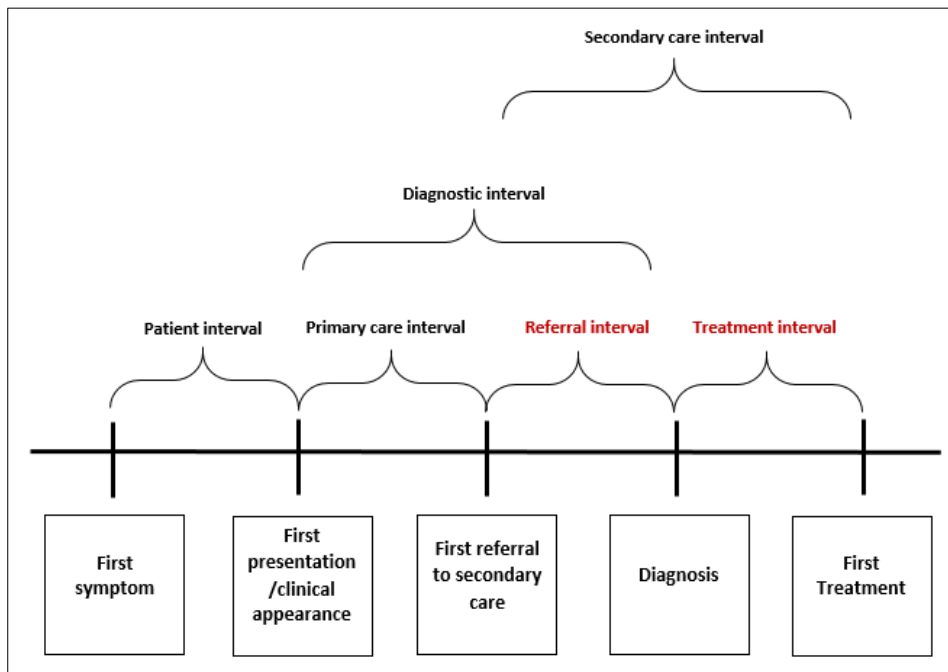 Secondary care interval
Diagnostic interval
Patient interval
Primary care interval
Referral interval
Treatment interval
First
symptom
First
presentation
/clinical
appearance
First referral
to secondary
care
Diagnosis
First
Treatment